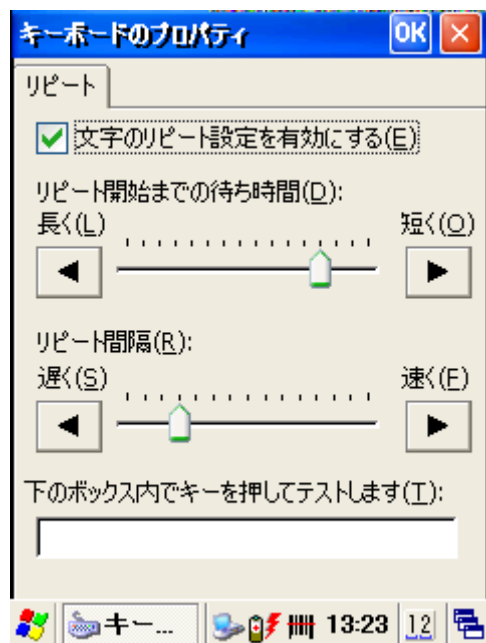 キーボードのプロパティ OK
リピート
文字のリピート設定を有効にする(E)
リピート開始までの待ち時間(D):
長く(L) 短く(O)
リピート間隔(R):
遅く(S) 速く(F)
下のボックス内でキーを押してテストします(T):
キー... 13:23 12